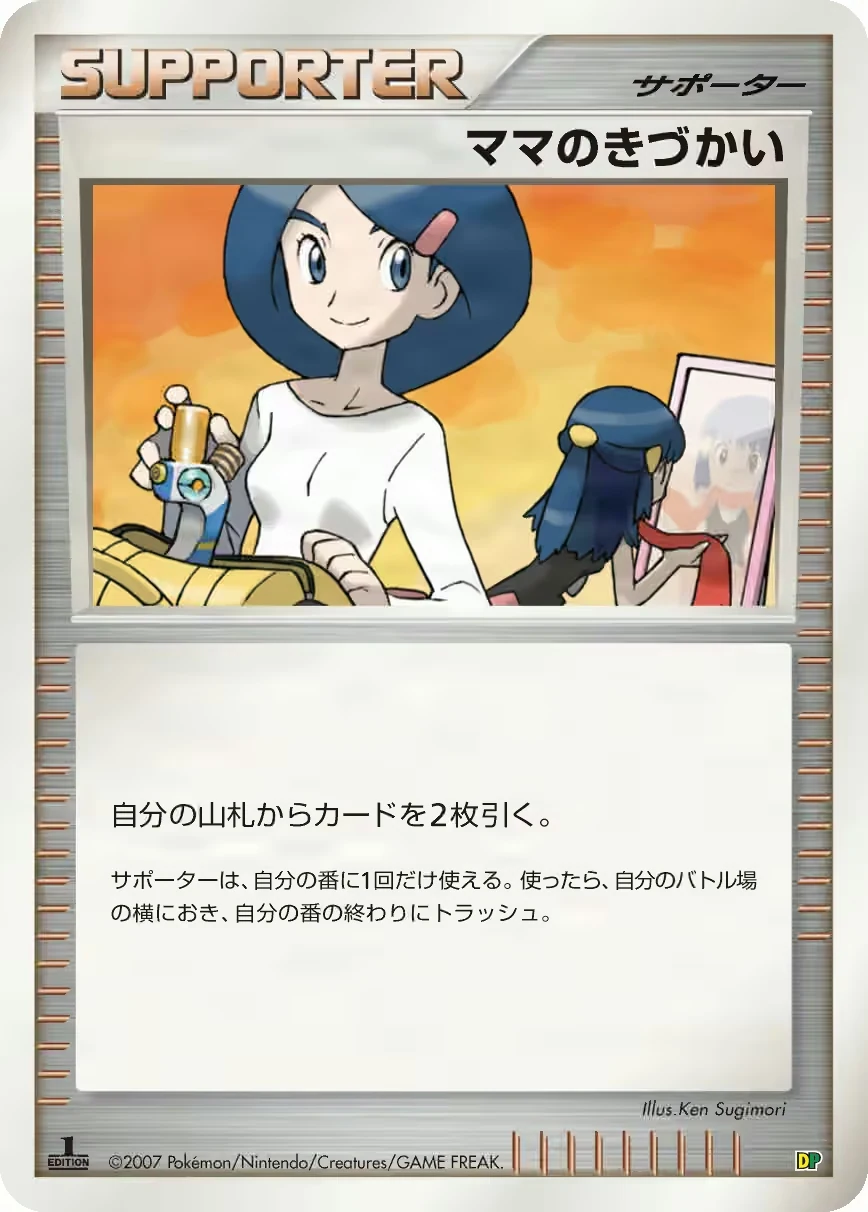 SUPPORTER
サポーター
ママのきづかい
自分の山札からカードを2枚引く。
サポーターは、自分の番に1回だけ使える。使ったら、自分のバトル場
の横におき、自分の番の終わりにトラッシュ。
Illus.Ken Sugimori
1
EDITION
©2007 Pokémon/Nintendo/Creatures/GAME FREAK.
DP